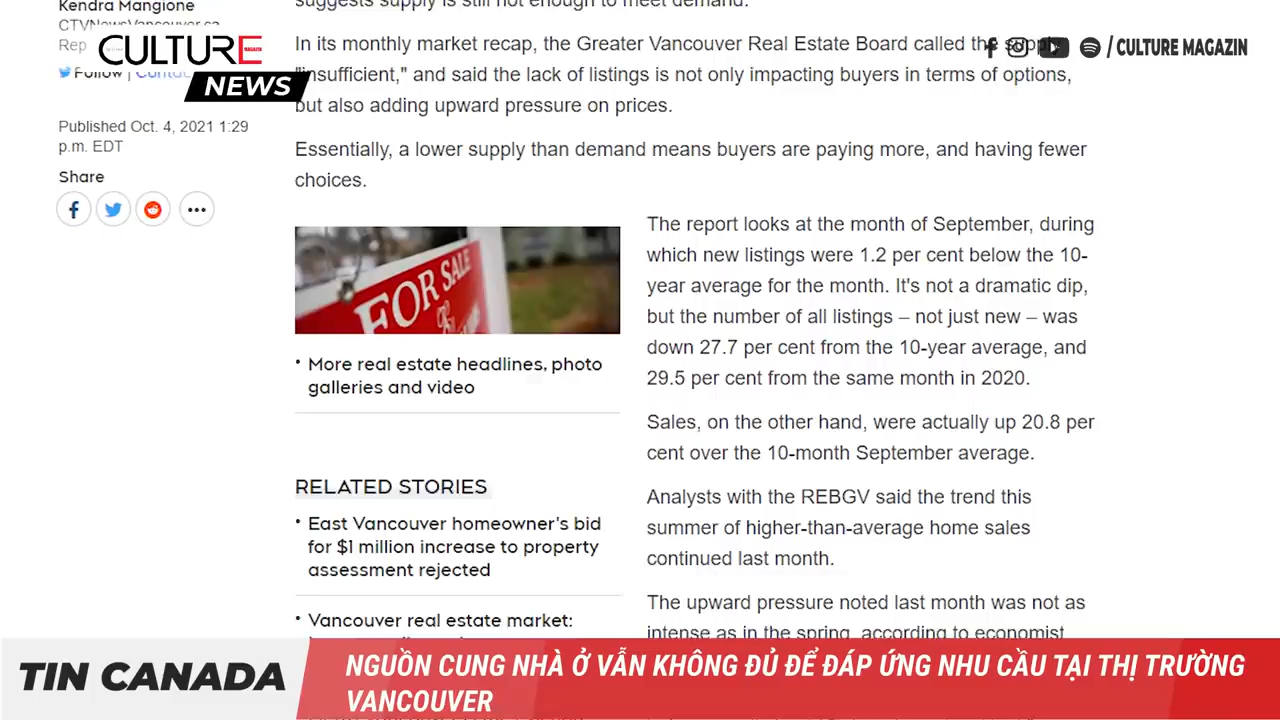 suggests supply is still not enough to meet demand.
Kendra Mangione
CTVNewsVancouver.ca
CULTURE
MAGAZIN
NEWS
Follow |
/ CULTURE MAGAZIN
Published Oct. 4, 2021 1:29
p.m. EDT
Share
In its monthly market recap, the Greater Vancouver Real Estate Board called the supply
"insufficient," and said the lack of listings is not only impacting buyers in terms of options,
but also adding upward pressure on prices.
Essentially, a lower supply than demand means buyers are paying more, and having fewer
choices.
FOR SALE
• More real estate headlines, photo
galleries and video
RELATED STORIES
• East Vancouver homeowner's bid
for $1 million increase to property
assessment rejected
• Vancouver real estate market:
The report looks at the month of September, during
which new listings were 1.2 per cent below the 10-
year average for the month. It's not a dramatic dip,
but the number of all listings – not just new – was
down 27.7 per cent from the 10-year average, and
29.5 per cent from the same month in 2020.
Sales, on the other hand, were actually up 20.8 per
cent over the 10-month September average.
Analysts with the REBGV said the trend this
summer of higher-than-average home sales
continued last month.
The upward pressure noted last month was not as
intense as in the spring, according to economist
TIN CANADA
NGUỒN CUNG NHÀ Ở VẪN KHÔNG ĐỦ ĐỂ ĐÁP ỨNG NHU CẦU TẠI THỊ TRƯỜNG
VANCOUVER